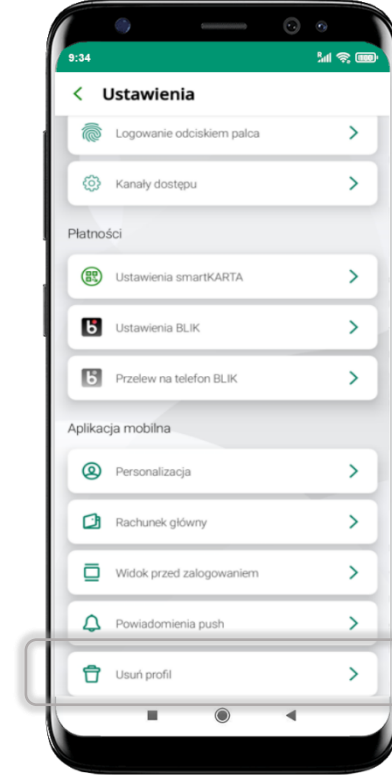 9:34
Ustawienia
Logowanie odciskiem palca
Kanały dostępu
Płatności
Ustawienia smartKARTA
Ustawienia BLIK
Przelew na telefon BLIK
Aplikacja mobilna
Personalizacja
Rachunek główny
Widok przed zalogowaniem
Powiadomienia push
Usuń profil